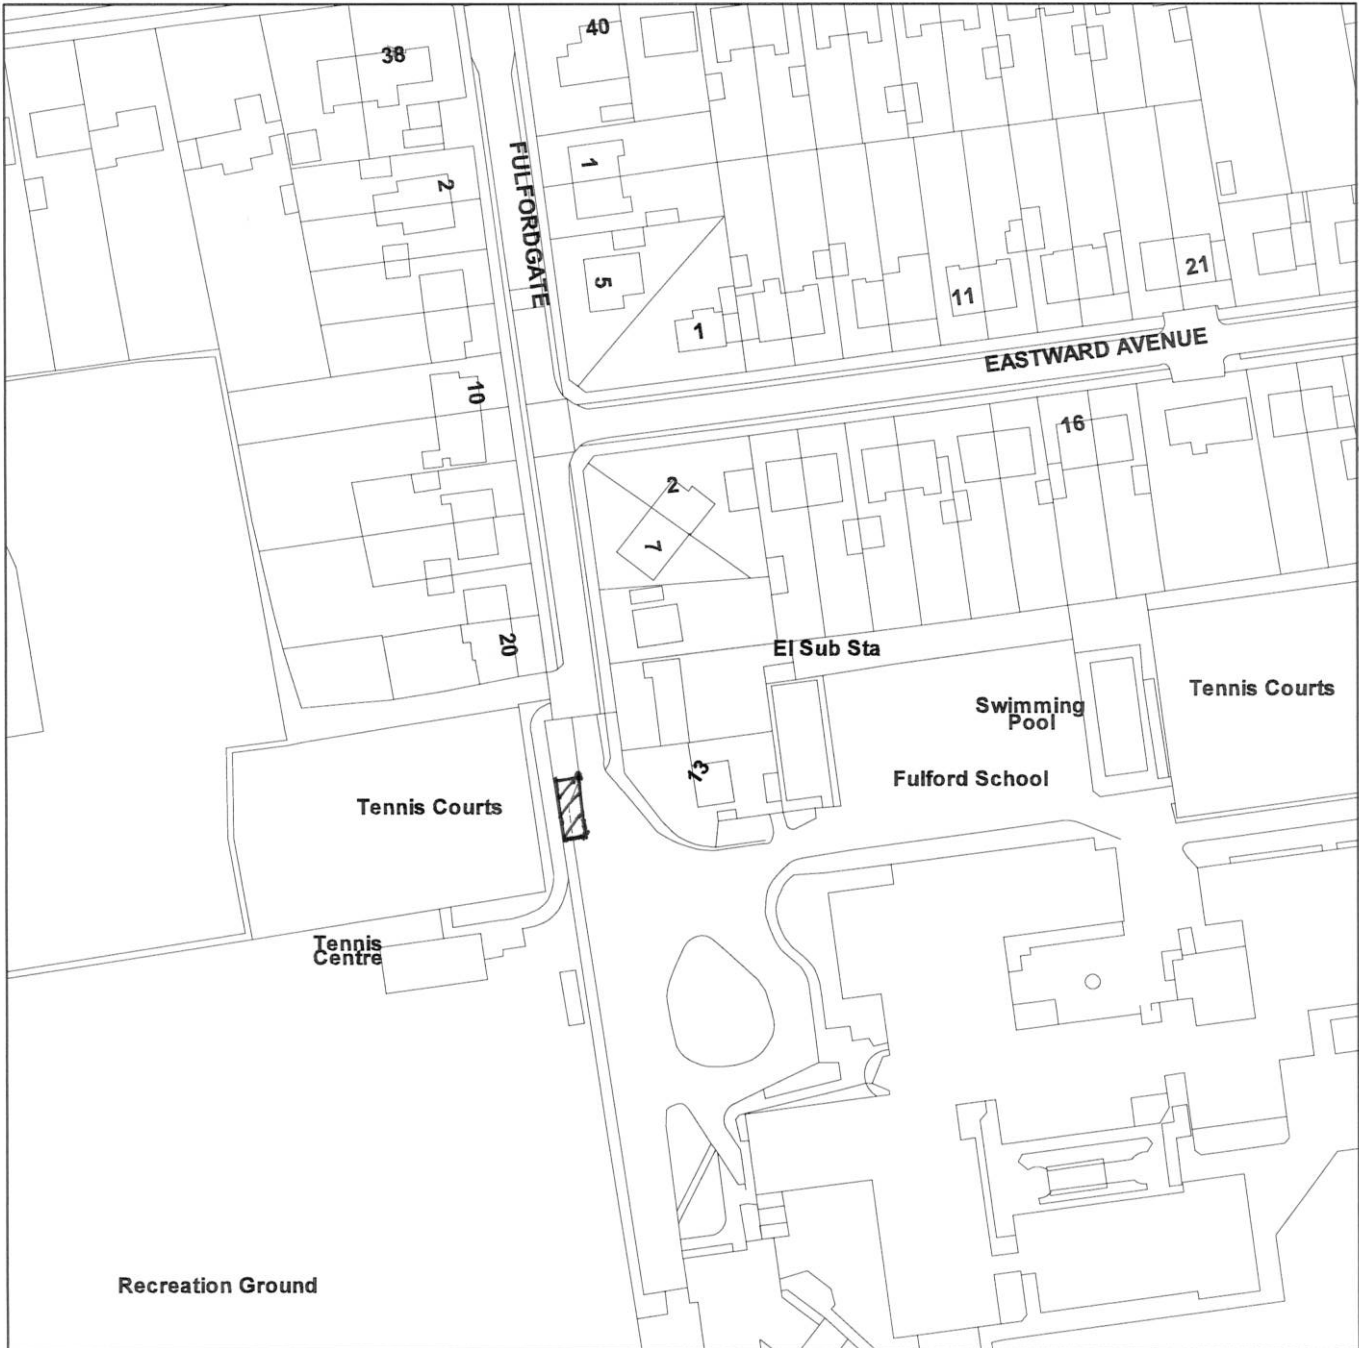 40
38
FULFORDGATE
1
2
5
21
11
1
EASTWARD AVENUE
10
16
2
7
20
El Sub Sta
Tennis Courts
Swimming
Pool
Fulford School
13
Tennis Courts
Tennis
Centre
Recreation Ground